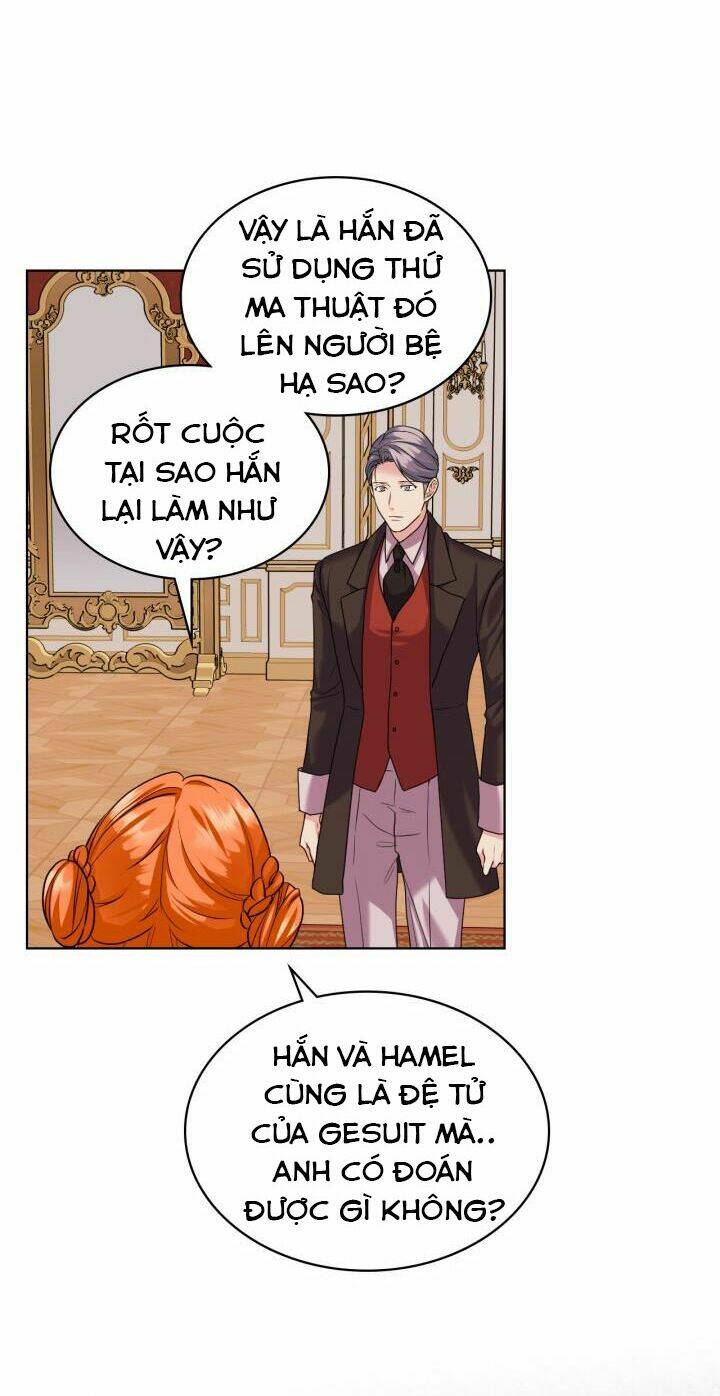 VẬY LÀ HẮN ĐÃ
SỬ DỤNG THỨ
MA THUẬT ĐÓ
LÊN NGƯỜI BỆ
HẠ SAO?
RỐT CUỘC
TẠI SAO HẮN
LẠI LÀM NHƯ
VẬY?
HẮN VÀ HAMEL
CÙNG LÀ ĐỆ TỬ
CỦA GESUIT MÀ..
ANH CÓ ĐOÁN
ĐƯỢC GÌ KHÔNG?